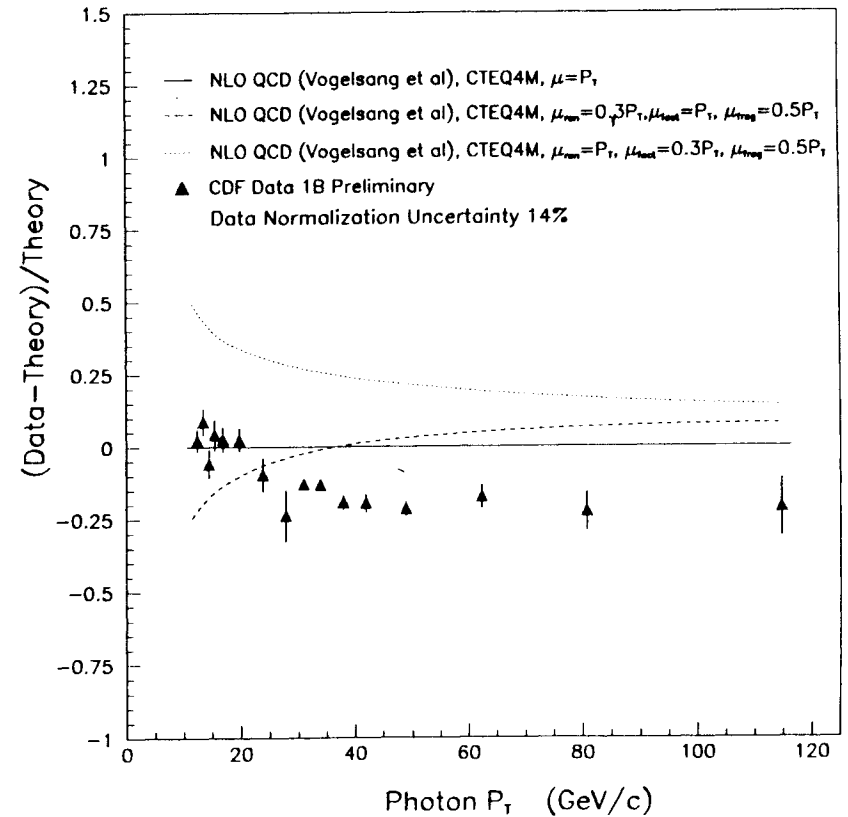 1.5
1.25
1
0.75
0.5
0.25
0
−0.25
−0.5
−0.75
−1
(Data−Theory)/Theory
NLO QCD (Vogelsang et al), CTEQ4M, μ=P_T
NLO QCD (Vogelsang et al), CTEQ4M, μ_ren=0.3P_T, μ_fact=P_T, μ_frag=0.5P_T
NLO QCD (Vogelsang et al), CTEQ4M, μ_ren=P_T, μ_fact=0.3P_T, μ_frag=0.5P_T
CDF Data 1B Preliminary
Data Normalization Uncertainty 14%
0 20 40 60 80 100 120
Photon P_T (GeV/c)